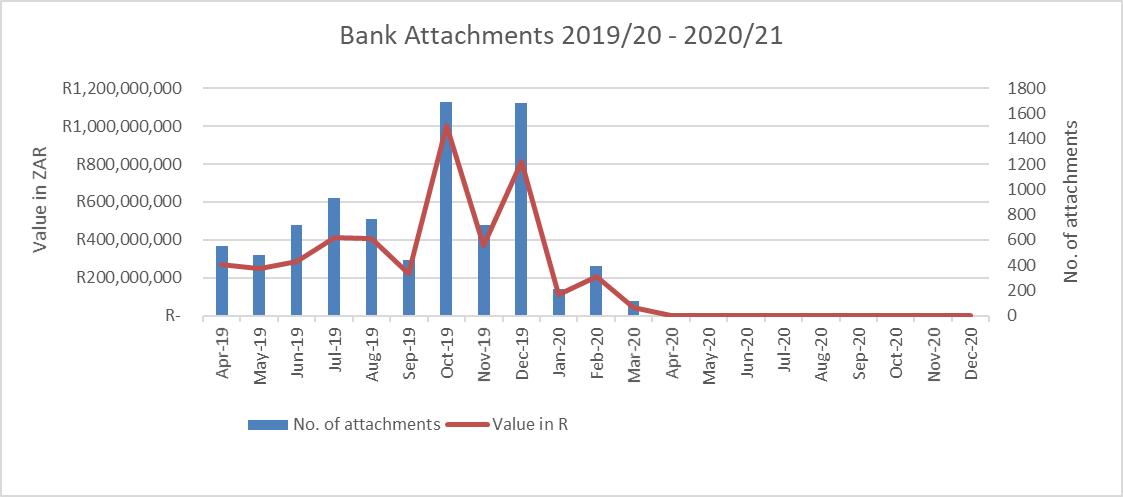 Bank Attachments 2019/20 - 2020/21
Value in ZAR
R1,200,000,000
R1,000,000,000
R800,000,000
R600,000,000
R400,000,000
R200,000,000
R-
1800
1600
1400
1200
1000
800
600
400
200
0
No. of attachments
Apr-19
May-19
Jun-19
Jul-19
Aug-19
Sep-19
Oct-19
Nov-19
Dec-19
Jan-20
Feb-20
Mar-20
Apr-20
May-20
Jun-20
Jul-20
Aug-20
Sep-20
Oct-20
Nov-20
Dec-20
No. of attachments
Value in R